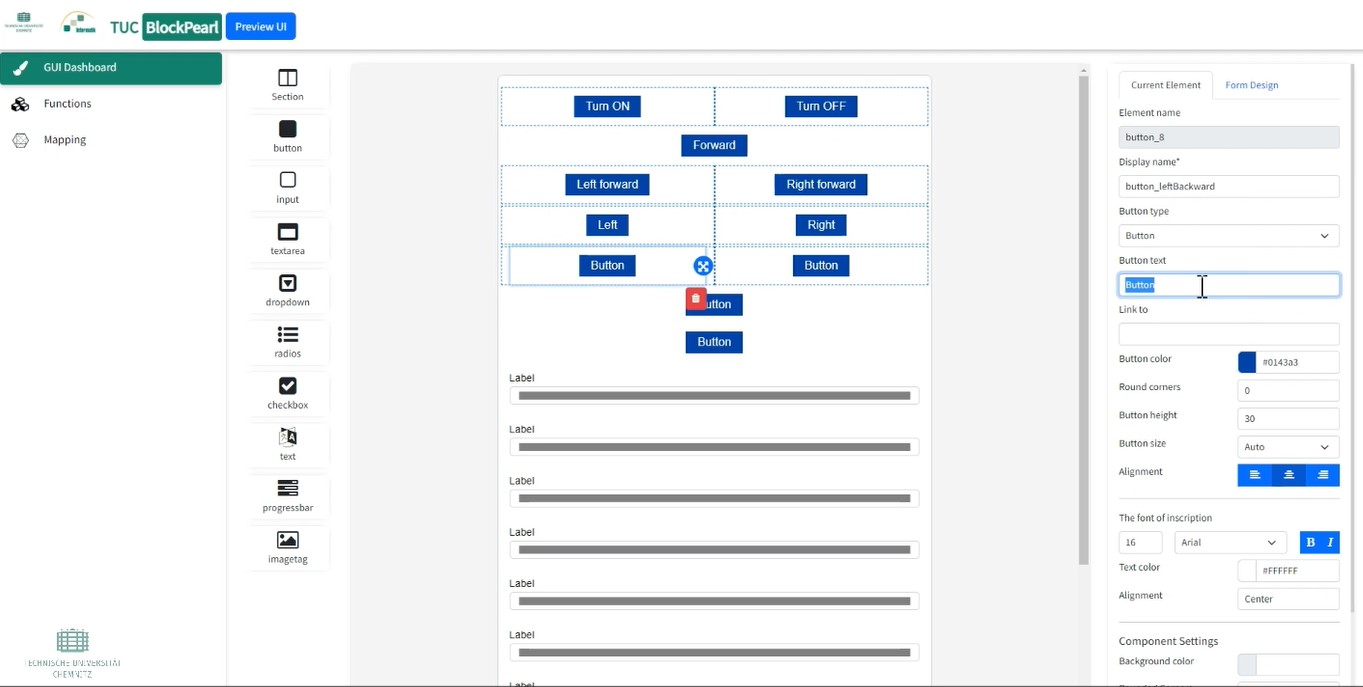 TECHNISCHE UNIVERSITÄT
CHEMNITZ
Informatik
TUC BlockPearl
Preview UI
GUI Dashboard
Functions
Mapping
Section
button
input
textarea
dropdown
radios
checkbox
text
progressbar
imagetag
Turn ON
Turn OFF
Forward
Left forward
Right forward
Left
Right
Button
Button
utton
Button
Label
Label
Label
Label
Label
Label
Current Element
Form Design
Element name
button_8
Display name*
button_leftBackward
Button type
Button
Button text
Button
Link to
Button color
#0143a3
Round corners
0
Button height
30
Button size
Auto
Alignment
The font of inscription
16
Arial
B I
Text color
#FFFFFF
Alignment
Center
Component Settings
Background color
TECHNISCHE UNIVERSITÄT
CHEMNITZ